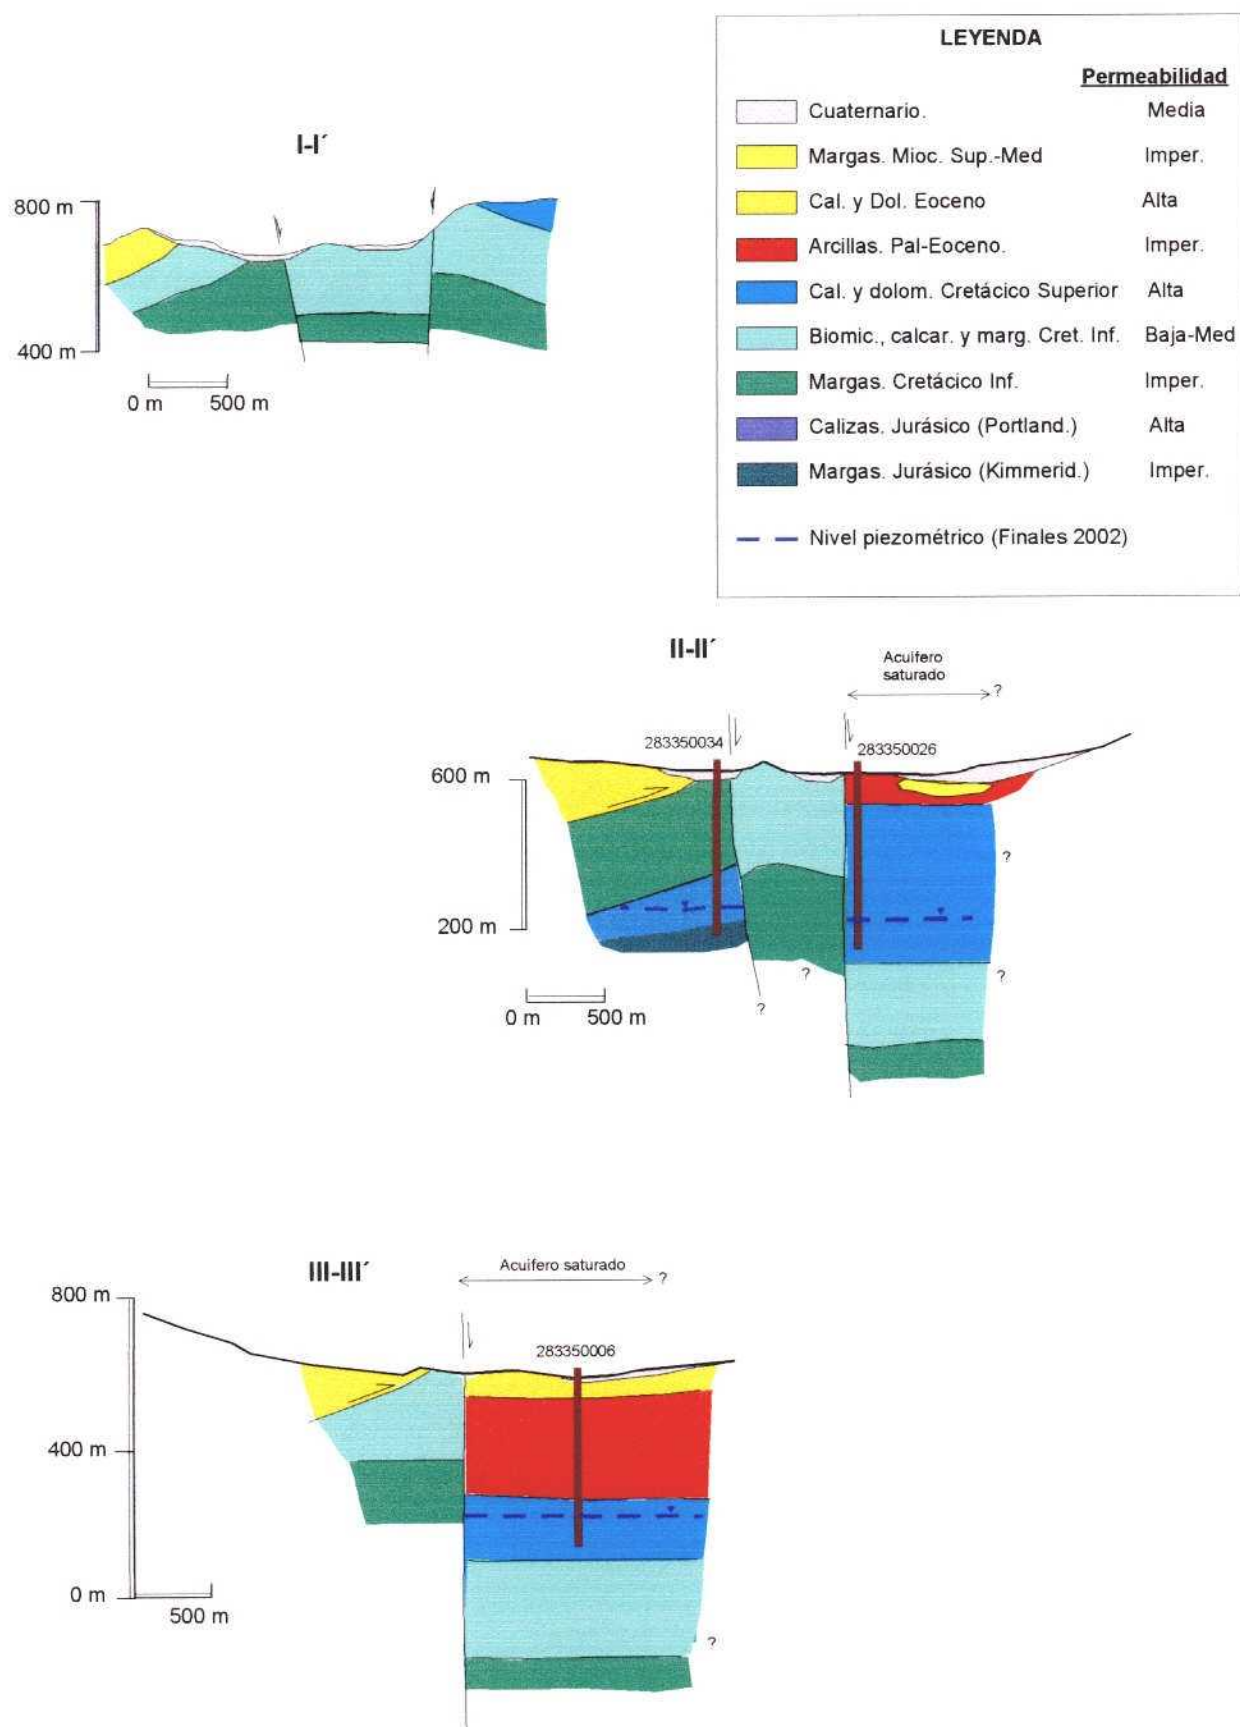 LEYENDA
Permeabilidad
Cuaternario. Media
Margas. Mioc. Sup.-Med Imper.
Cal. y Dol. Eoceno Alta
Arcillas. Pal-Eoceno. Imper.
Cal. y dolom. Cretácico Superior Alta
Biomic., calcar. y marg. Cret. Inf. Baja-Med
Margas. Cretácico Inf. Imper.
Calizas. Jurásico (Portland.) Alta
Margas. Jurásico (Kimmerid.) Imper.
Nivel piezométrico (Finales 2002)
I-I´
800 m
400 m
0 m 500 m
II-II´
Acuifero
saturado
?
283350034
283350026
600 m
?
200 m
?
?
?
0 m 500 m
III-III´
Acuifero saturado
?
800 m
283350006
400 m
0 m
500 m
?